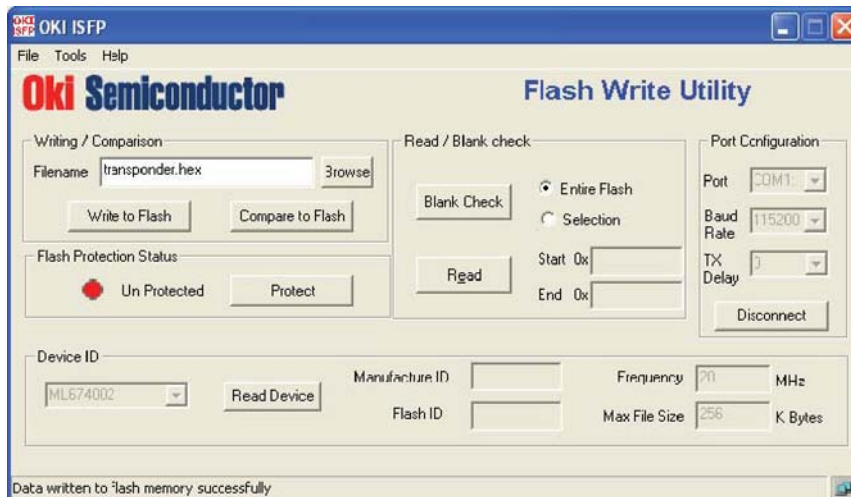 OKI ISFP
OKI ISFP
File Tools Help
Oki Semiconductor
Flash Write Utility
Writing / Comparison
Filename transponder.hex Browse
Write to Flash Compare to Flash
Flash Protection Status
Un Protected Protect
Read / Blank check
Blank Check
Entire Flash
Selection
Read
Start 0x
End 0x
Port Configuration
Port COM1:
Baud Rate 115200
TX Delay 0
Disconnect
Device ID
ML674002 Read Device
Manufacture ID
Flash ID
Frequency 20 MHz
Max File Size 256 K Bytes
Data written to flash memory successfully